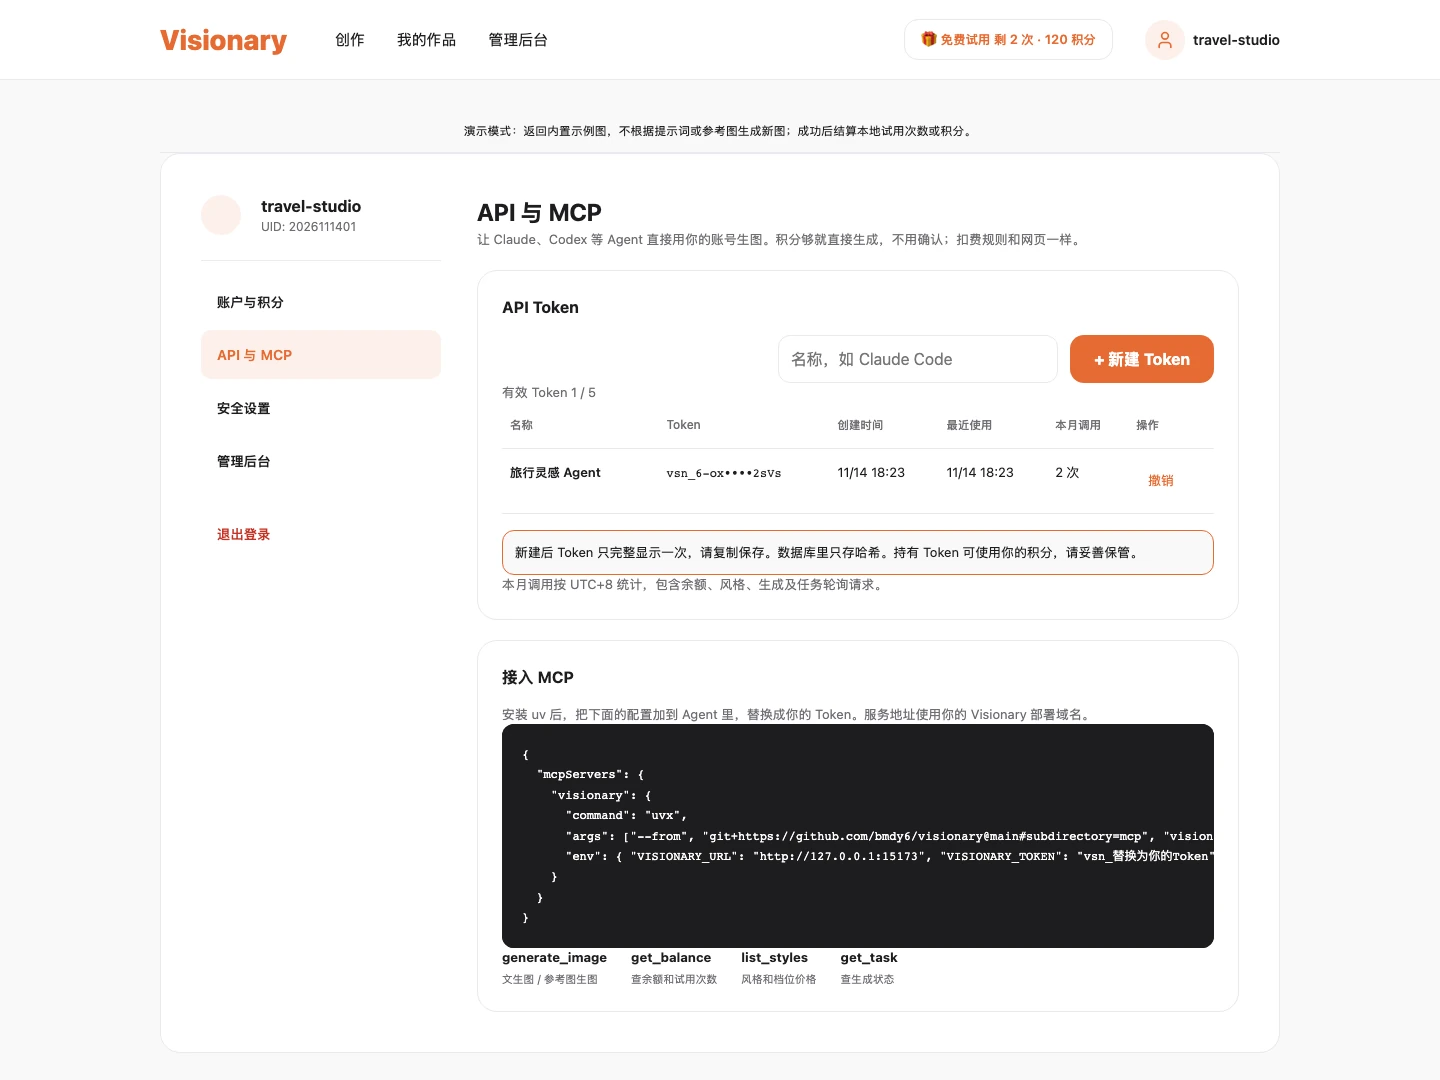 Visionary 创作 我的作品 管理后台 🎁 免费试用 剩 2 次 · 120 积分 travel-studio
演示模式：返回内置示例图，不根据提示词或参考图生成新图；成功后结算本地试用次数或积分。
travel-studio
UID: 2026111401
账户与积分
API 与 MCP
安全设置
管理后台
退出登录
API 与 MCP
让 Claude、Codex 等 Agent 直接用你的账号生图。积分够就直接生成，不用确认；扣费规则和网页一样。
API Token
名称，如 Claude Code + 新建 Token
有效 Token 1 / 5
名称 Token 创建时间 最近使用 本月调用 操作
旅行灵感 Agent vsn_6-ox••••2sVs 11/14 18:23 11/14 18:23 2 次 撤销
新建后 Token 只完整显示一次，请复制保存。数据库里只存哈希。持有 Token 可使用你的积分，请妥善保管。
本月调用按 UTC+8 统计，包含余额、风格、生成及任务轮询请求。
接入 MCP
安装 uv 后，把下面的配置加到 Agent 里，替换成你的 Token。服务地址使用你的 Visionary 部署域名。
{
"mcpServers": {
"visionary": {
"command": "uvx",
"args": ["--from", "git+https://github.com/bmdy6/visionary@main#subdirectory=mcp", "vision
"env": { "VISIONARY_URL": "http://127.0.0.1:15173", "VISIONARY_TOKEN": "vsn_替换为你的Token"
}
}
}
generate_image get_balance list_styles get_task
文生图 / 参考图生图 查余额和试用次数 风格和档位价格 查生成状态